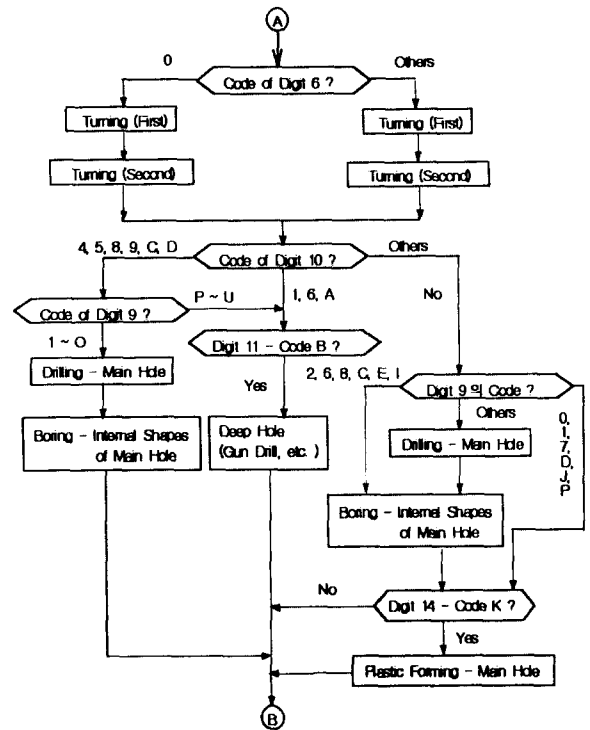 A
0
Others
Code of Digit 6 ?
Turning (First)
Turning (First)
Turning (Second)
Turning (Second)
4, 5, 8, 9, C, D
Others
Code of Digit 10 ?
P ~ U
1, 6, A
No
Code of Digit 9 ?
1 ~ O
Digit 11 - Code B ?
Drilling - Main Hole
Yes
2, 6, 8, C, E, I
Digit 9 의 Code ?
Others
0,
1,
7,
D,
J,
P
Boring - Internal Shapes
of Main Hole
Deep Hole
(Gun Drill, etc. )
Drilling - Main Hole
Boring - Internal Shapes
of Main Hole
No
Digit 14 - Code K ?
Yes
Plastic Forming - Main Hole
B